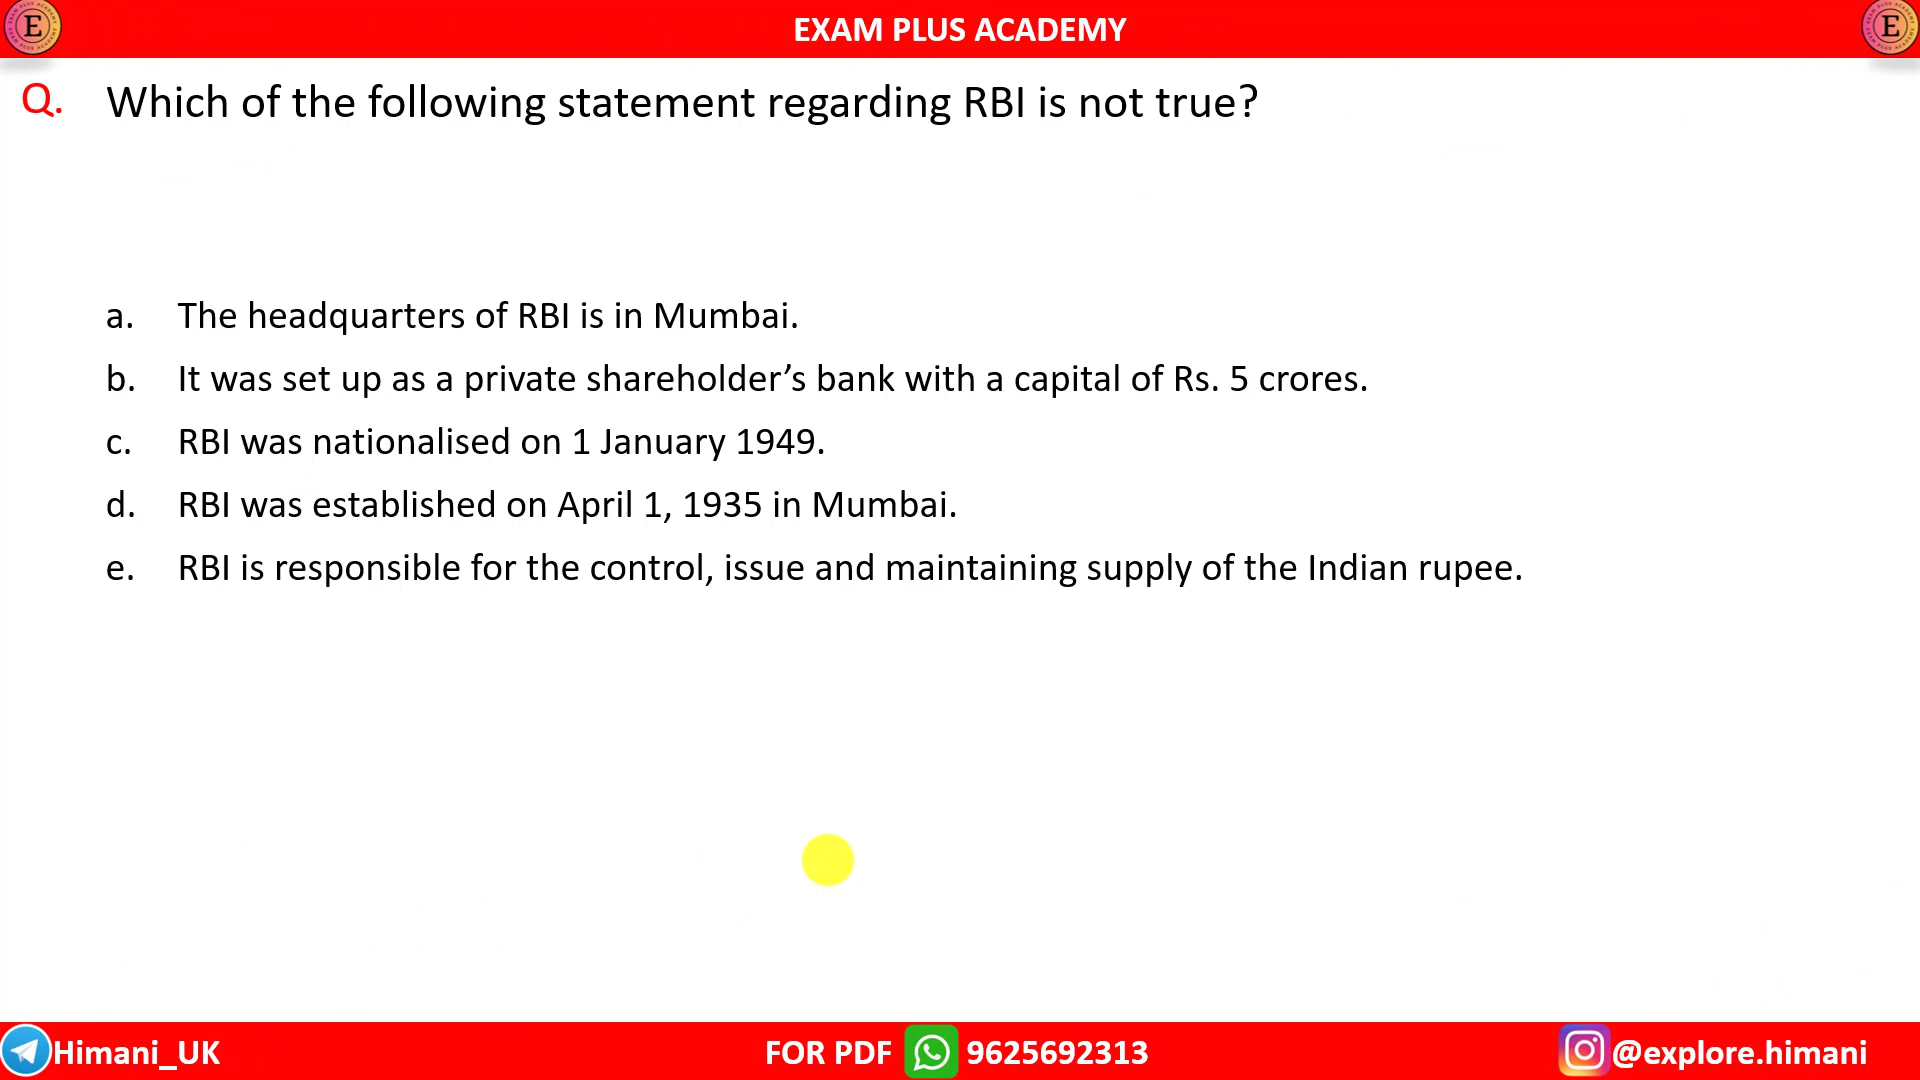 E
EXAM PLUS ACADEMY
E
Q. Which of the following statement regarding RBI is not true?
a. The headquarters of RBI is in Mumbai.
b. It was set up as a private shareholder’s bank with a capital of Rs. 5 crores.
c. RBI was nationalised on 1 January 1949.
d. RBI was established on April 1, 1935 in Mumbai.
e. RBI is responsible for the control, issue and maintaining supply of the Indian rupee.
Himani_UK
FOR PDF 9625692313
@explore.himani